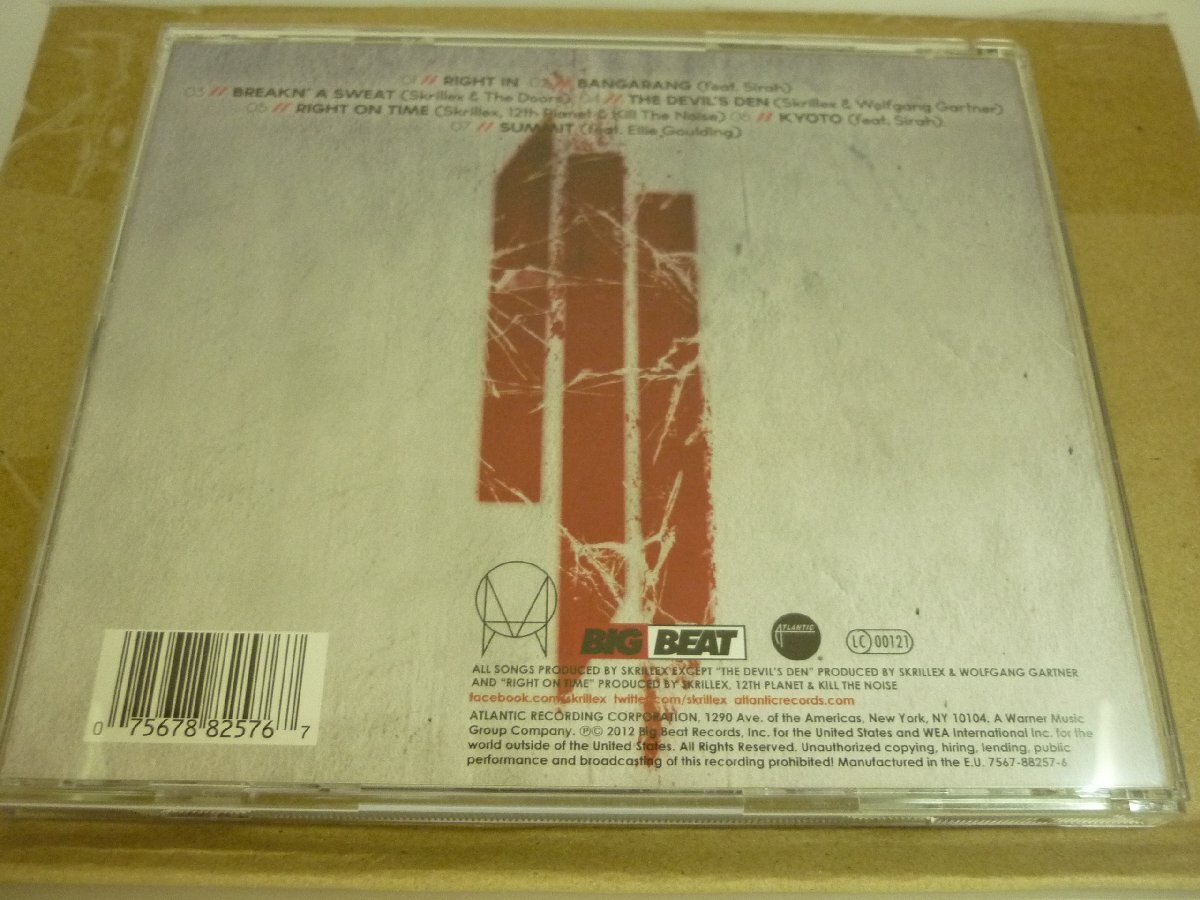 01 // RIGHT IN 02 // BANGARANG (feat. Sirah)
03 // BREAKN' A SWEAT (Skrillex & The Doors) 04 // THE DEVIL'S DEN (Skrillex & Wolfgang Gartner)
05 // RIGHT ON TIME (Skrillex, 12th Planet & Kill The Noise) 06 // KYOTO (feat. Sirah)
07 // SUMMIT (feat. Ellie Goulding)
BIG BEAT
ATLANTIC
LC 00121
ALL SONGS PRODUCED BY SKRILLEX EXCEPT "THE DEVIL'S DEN" PRODUCED BY SKRILLEX & WOLFGANG GARTNER
AND "RIGHT ON TIME" PRODUCED BY SKRILLEX, 12TH PLANET & KILL THE NOISE
facebook.com/skrillex twitter.com/skrillex atlanticrecords.com
ATLANTIC RECORDING CORPORATION, 1290 Ave. of the Americas, New York, NY 10104. A Warner Music
Group Company. ℗© 2012 Big Beat Records, Inc. for the United States and WEA International Inc. for the
world outside of the United States. All Rights Reserved. Unauthorized copying, hiring, lending, public
performance and broadcasting of this recording prohibited! Manufactured in the E.U. 7567-88257-6
0 75678 82576 7